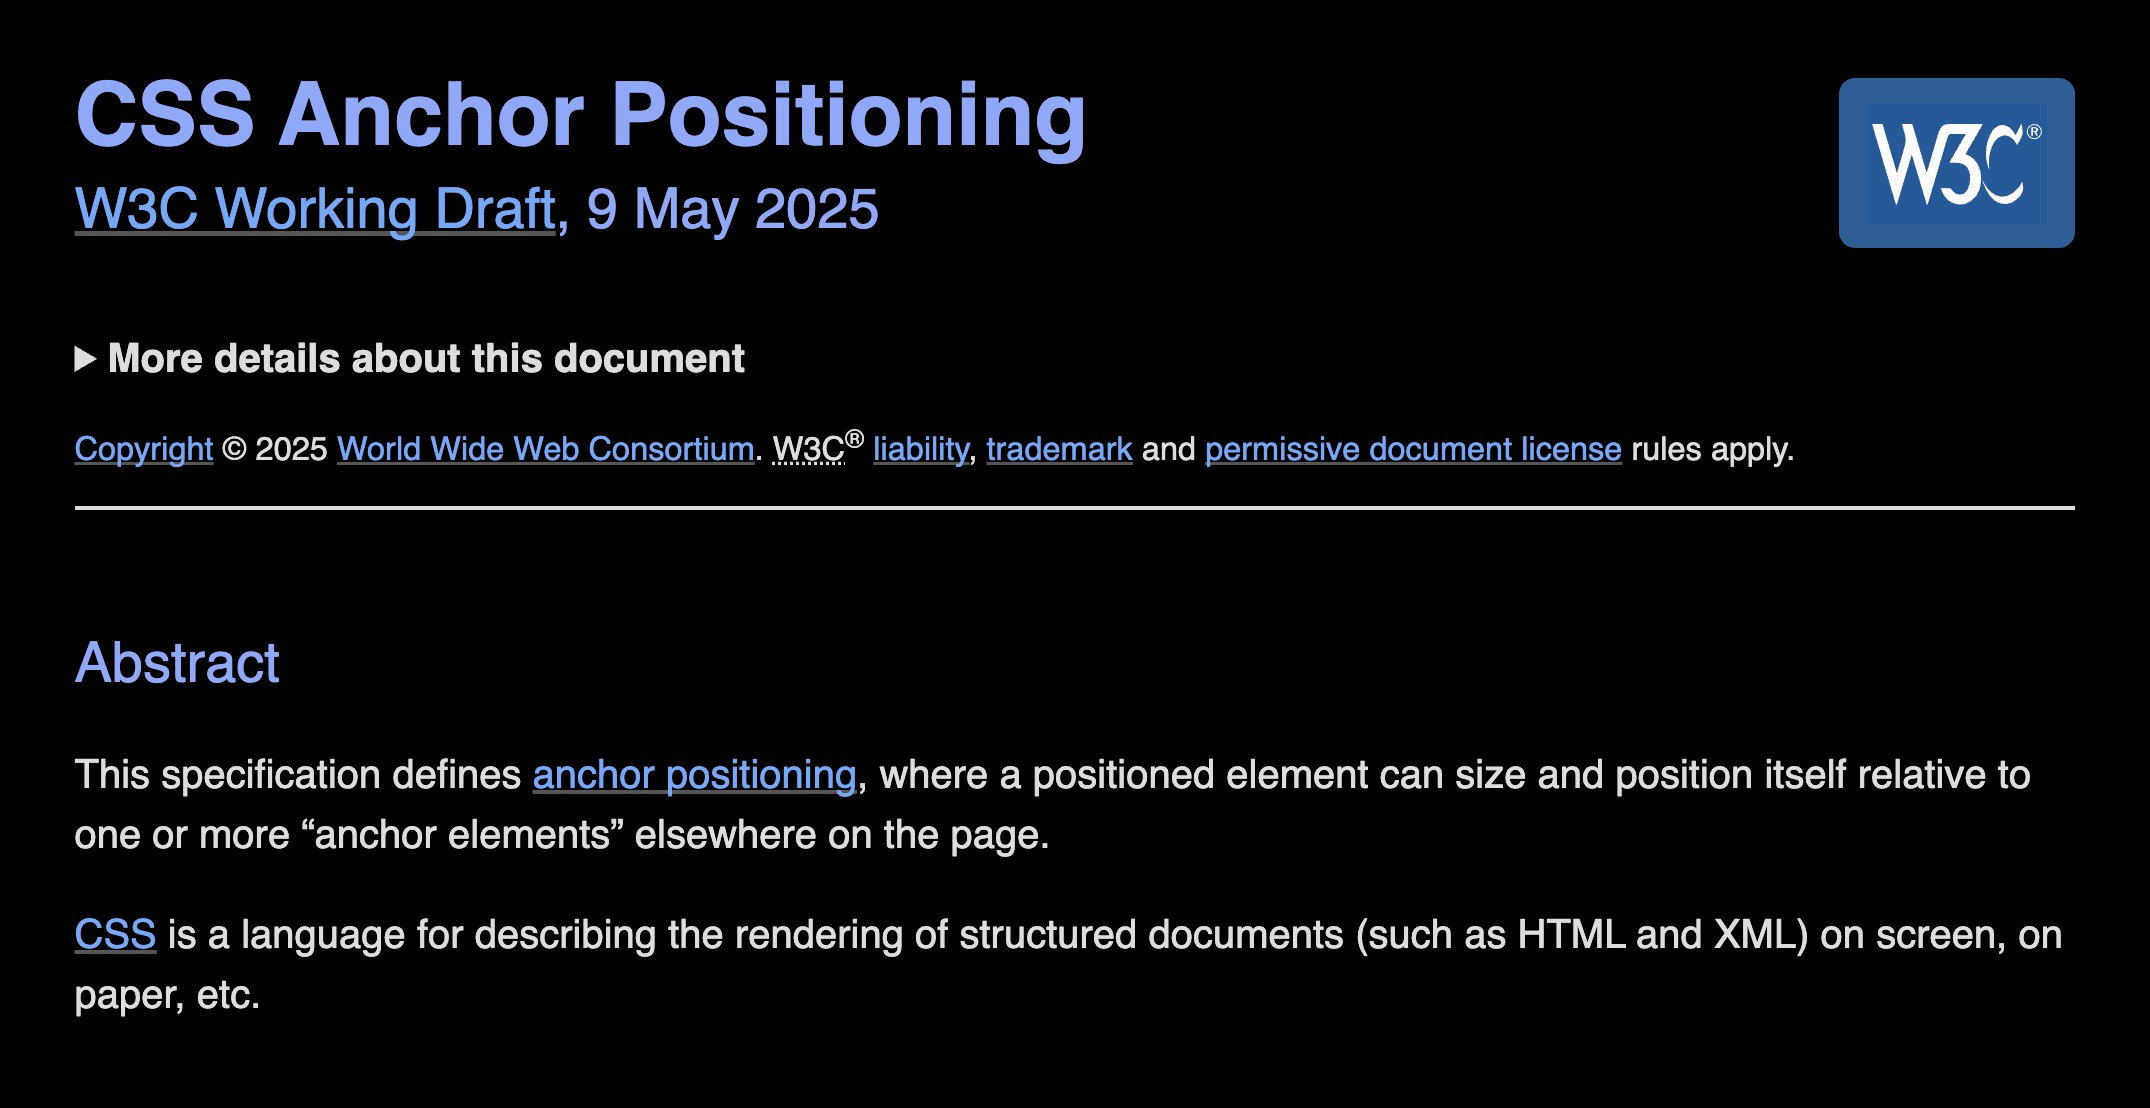 CSS Anchor Positioning
W3C®
W3C Working Draft, 9 May 2025
▶ More details about this document
Copyright © 2025 World Wide Web Consortium. W3C® liability, trademark and permissive document license rules apply.
Abstract
This specification defines anchor positioning, where a positioned element can size and position itself relative to
one or more “anchor elements” elsewhere on the page.
CSS is a language for describing the rendering of structured documents (such as HTML and XML) on screen, on
paper, etc.